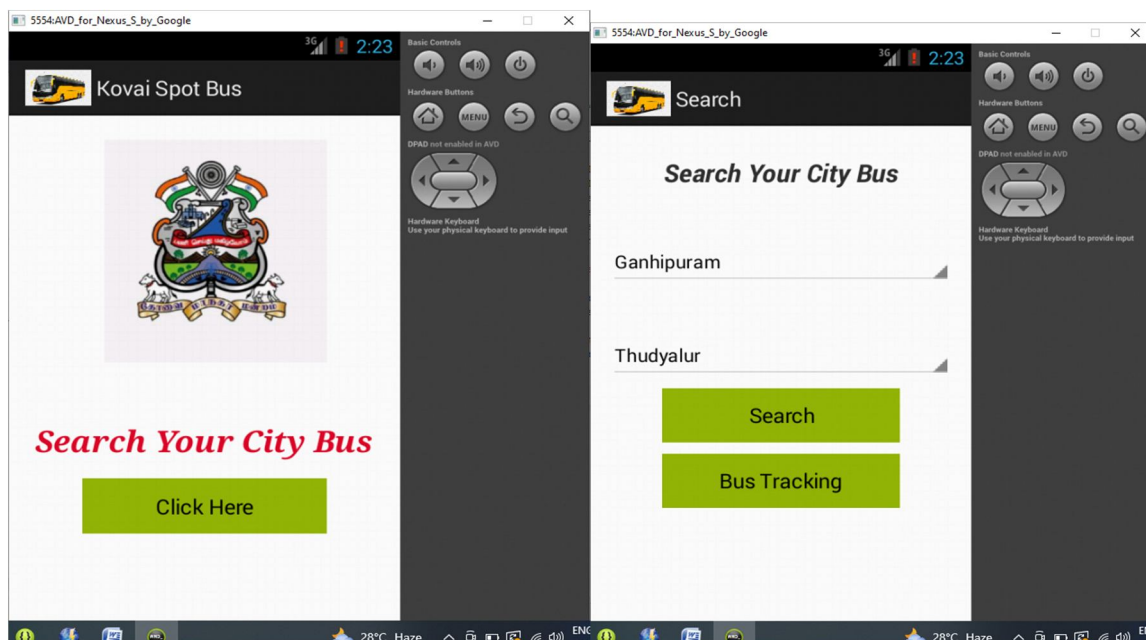 5554:AVD_for_Nexus_S_by_Google
3G 2:23
Kovai Spot Bus
Search Your City Bus
Click Here
Basic Controls
Hardware Buttons
MENU
DPAD not enabled in AVD
Hardware Keyboard
Use your physical keyboard to provide input
28°C Haze
ENG
5554:AVD_for_Nexus_S_by_Google
3G 2:23
Search
Search Your City Bus
Ganhipuram
Thudyalur
Search
Bus Tracking
Basic Controls
Hardware Buttons
MENU
DPAD not enabled in AVD
Hardware Keyboard
Use your physical keyboard to provide input
28°C Haze